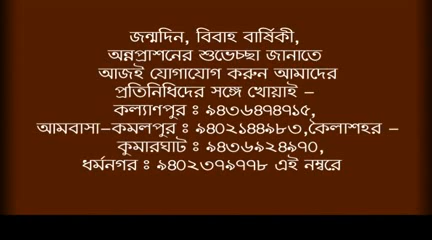 জন্মদিন, বিবাহ বার্ষিকী,
অন্নপ্রাশনের শুভেচ্ছা জানাতে
আজই যোগাযোগ করুন আমাদের
প্রতিনিধিদের সঙ্গে খোয়াই –
কল্যাণপুর ঃ ৯৪৩৬৪৭৪৭১৫,
আমবাসা-কমলপুর ঃ ৯৪০২১৪৪৯৮৩,কৈলাশহর –
কুমারঘাট ঃ ৯৪৩৬৯২৪৯৭০,
ধর্মনগর ঃ ৯৪০২৩৭৯৭৭৮ এই নম্বরে